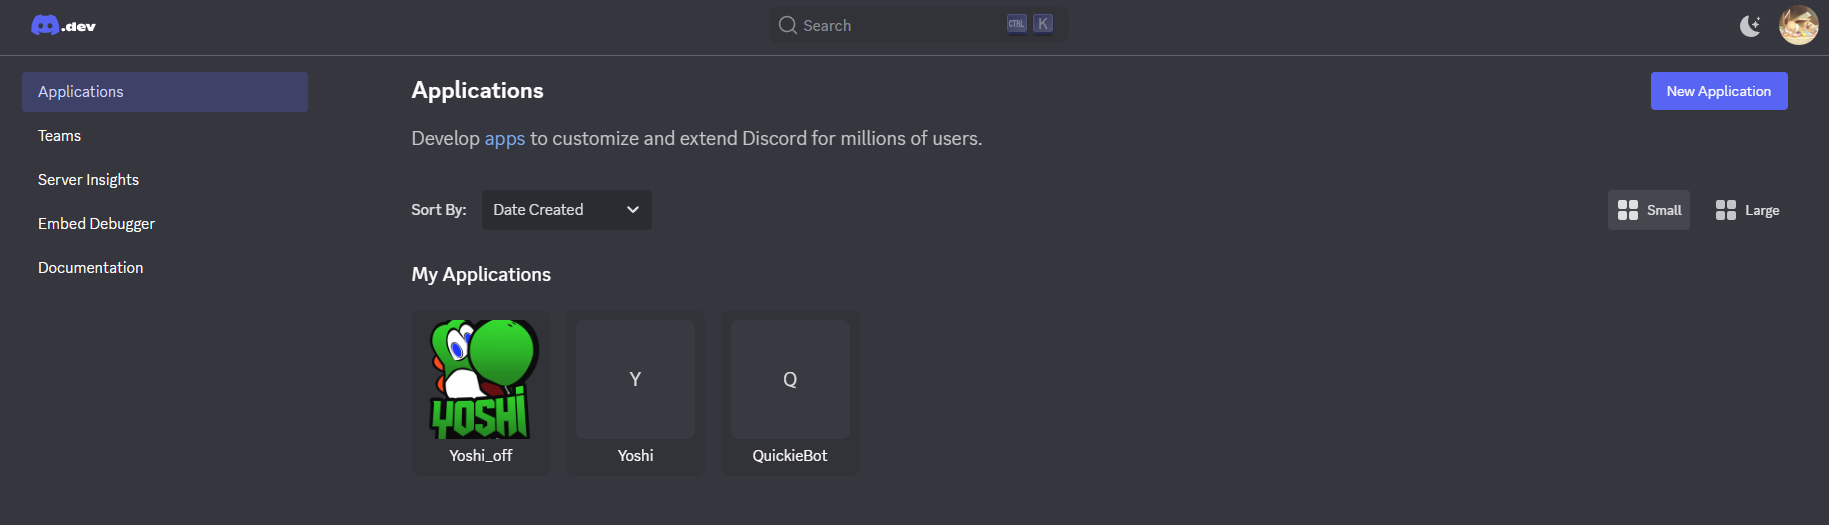 .dev
Search
CTRL K
Applications
Teams
Server Insights
Embed Debugger
Documentation
Applications
New Application
Develop apps to customize and extend Discord for millions of users.
Sort By:
Date Created
Small
Large
My Applications
YOSHi
Y
Q
Yoshi_off
Yoshi
QuickieBot